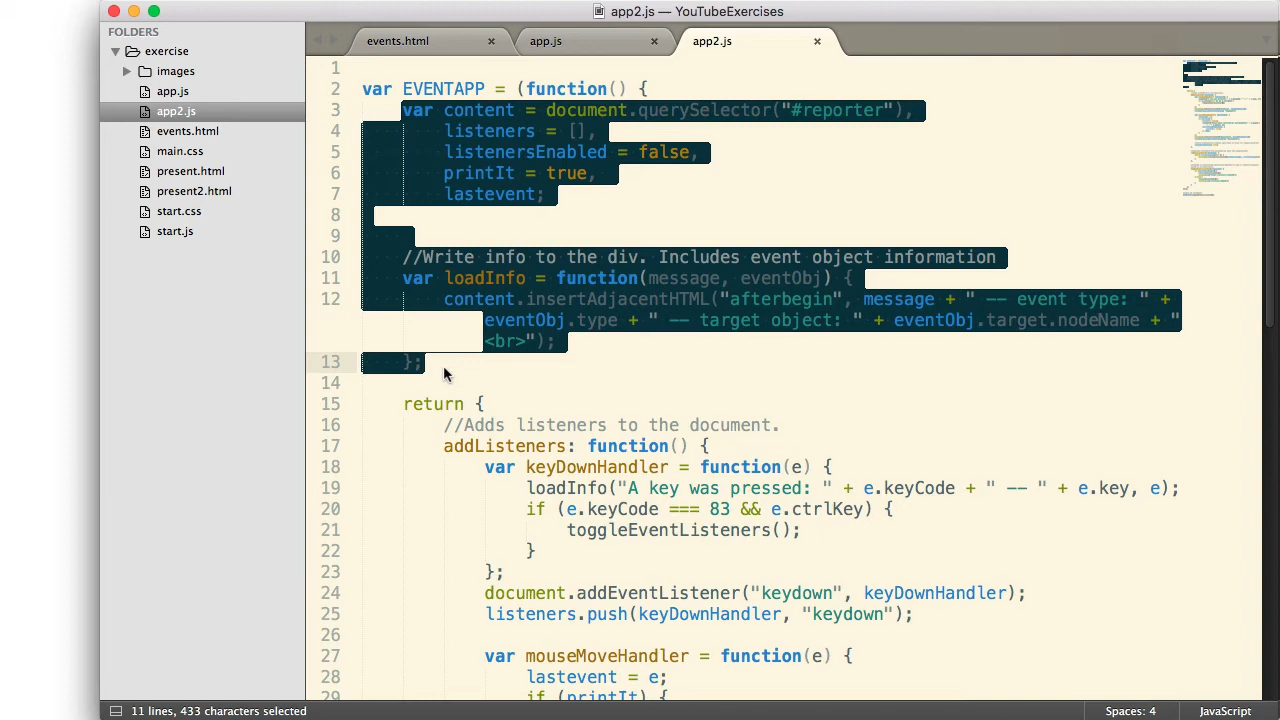 app2.js — YouTubeExercises
FOLDERS
exercise
images
app.js
app2.js
events.html
main.css
present.html
present2.html
start.css
start.js
events.html × app.js × app2.js ×
1
2 var EVENTAPP = (function() {
3 var content = document.querySelector("#reporter"),
4 listeners = [],
5 listenersEnabled = false,
6 printIt = true,
7 lastevent;
8
9
10 //Write info to the div. Includes event object information
11 var loadInfo = function(message, eventObj) {
12 content.insertAdjacentHTML("afterbegin", message + " -- event type: " +
eventObj.type + " -- target object: " + eventObj.target.nodeName + "
<br>");
13 };
14
15 return {
16 //Adds listeners to the document.
17 addListeners: function() {
18 var keyDownHandler = function(e) {
19 loadInfo("A key was pressed: " + e.keyCode + " -- " + e.key, e);
20 if (e.keyCode === 83 && e.ctrlKey) {
21 toggleEventListeners();
22 }
23 };
24 document.addEventListener("keydown", keyDownHandler);
25 listeners.push(keyDownHandler, "keydown");
26
27 var mouseMoveHandler = function(e) {
28 lastevent = e;
29 if (printIt) {
11 lines, 433 characters selected
Spaces: 4
JavaScript